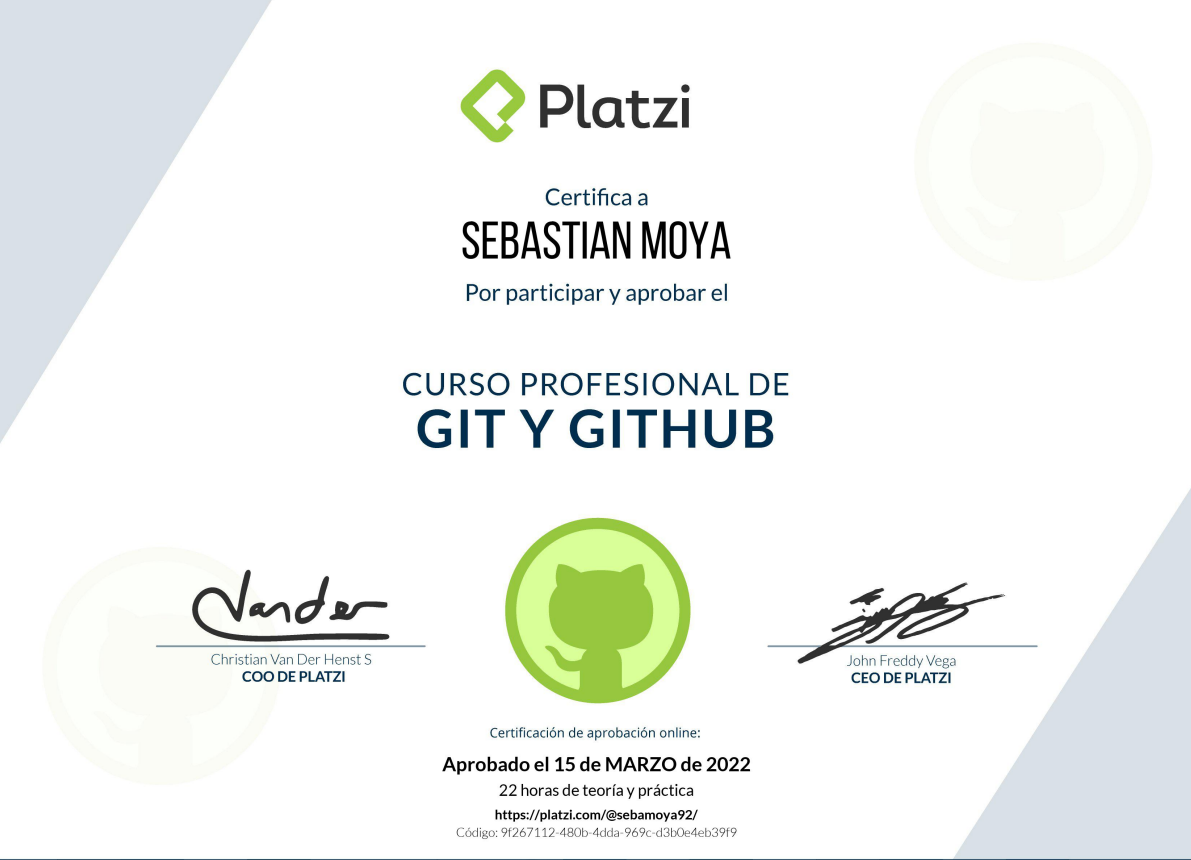 Platzi
Certifica a
SEBASTIAN MOYA
Por participar y aprobar el
CURSO PROFESIONAL DE
GIT Y GITHUB
Vander
Christian Van Der Henst S
COO DE PLATZI
John Freddy Vega
CEO DE PLATZI
Certificación de aprobación online:
Aprobado el 15 de MARZO de 2022
22 horas de teoría y práctica
https://platzi.com/@sebamoya92/
Código: 9f267112-480b-4dda-969c-d3b0e4eb39f9